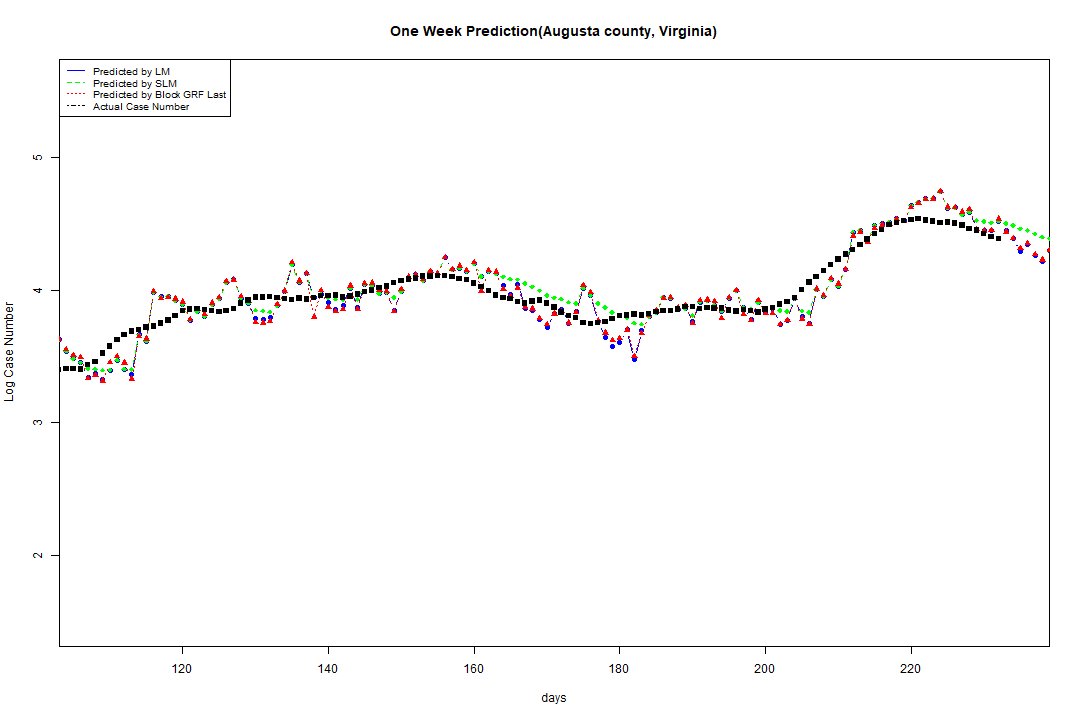 One Week Prediction(Augusta county, Virginia)
Predicted by LM
Predicted by SLM
Predicted by Block GRF Last
Actual Case Number
5
4
3
2
Log Case Number
120 140 160 180 200 220
days